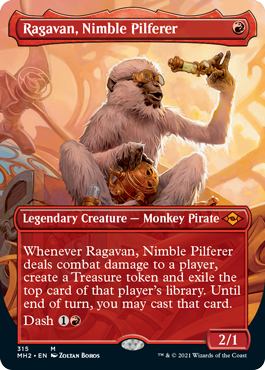 Ragavan, Nimble Pilferer
Legendary Creature — Monkey Pirate
Whenever Ragavan, Nimble Pilferer
deals combat damage to a player,
create a Treasure token and exile the
top card of that player's library. Until
end of turn, you may cast that card.
Dash 1
2/1
315 M
MH2 • EN ZOLTAN BOROS
™ & © 2021 Wizards of the Coast